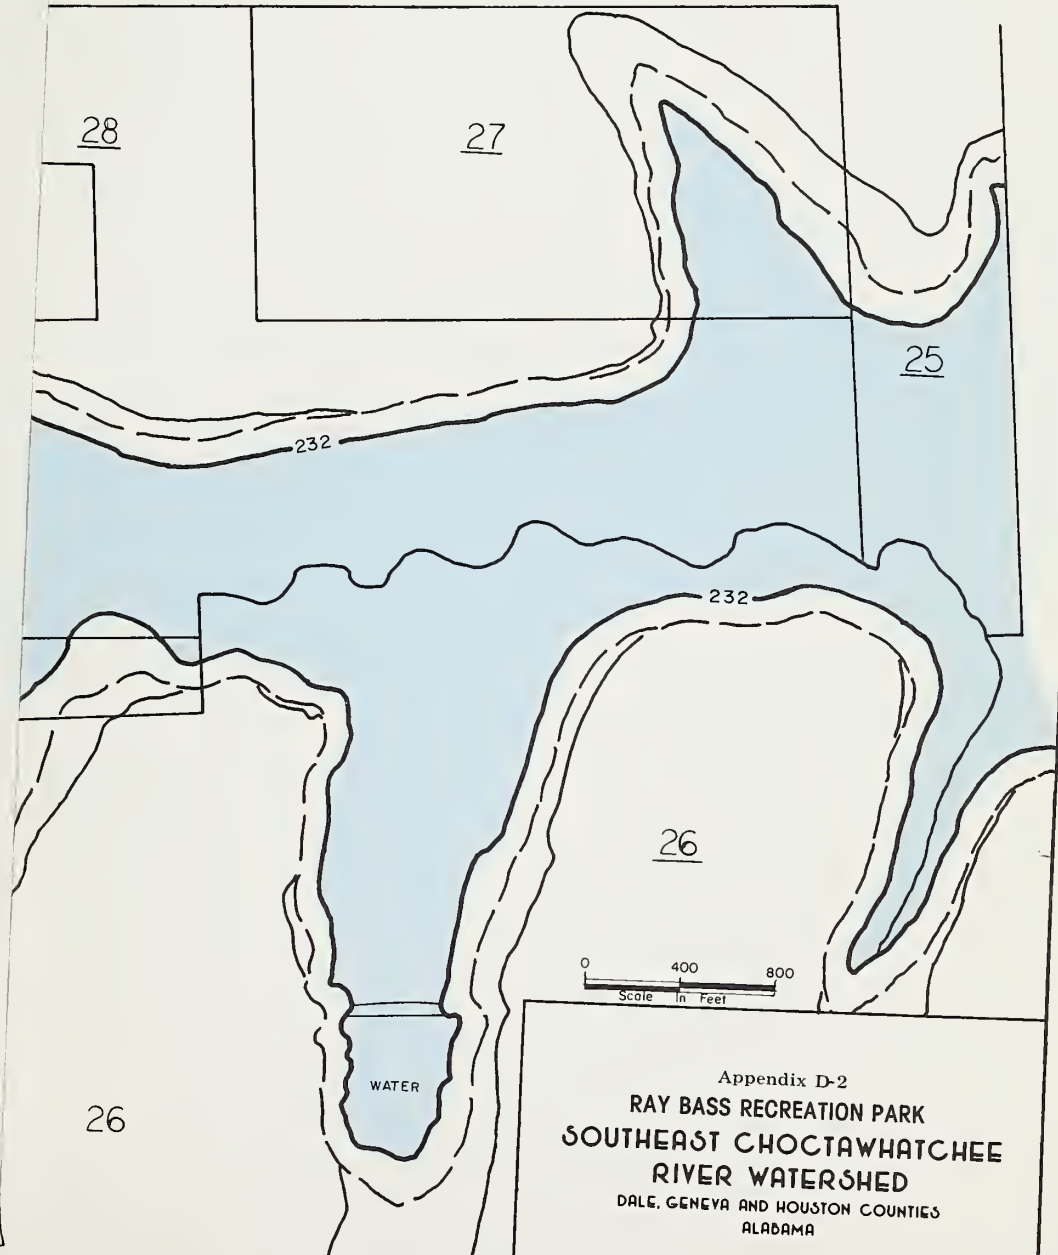 28
27
25
232
232
26
0 400 800
Scale In Feet
WATER
26
Appendix D-2
RAY BASS RECREATION PARK
SOUTHEAST CHOCTAWHATCHEE
RIVER WATERSHED
DALE, GENEVA AND HOUSTON COUNTIES
ALABAMA